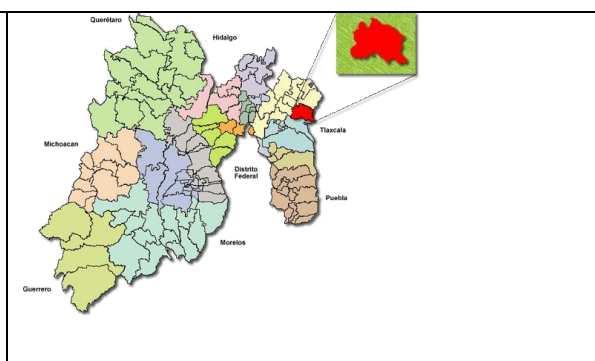 Querétaro
Hidalgo
Tlaxcala
Michoacan
Distrito
Federal
Puebla
Morelos
Guerrero